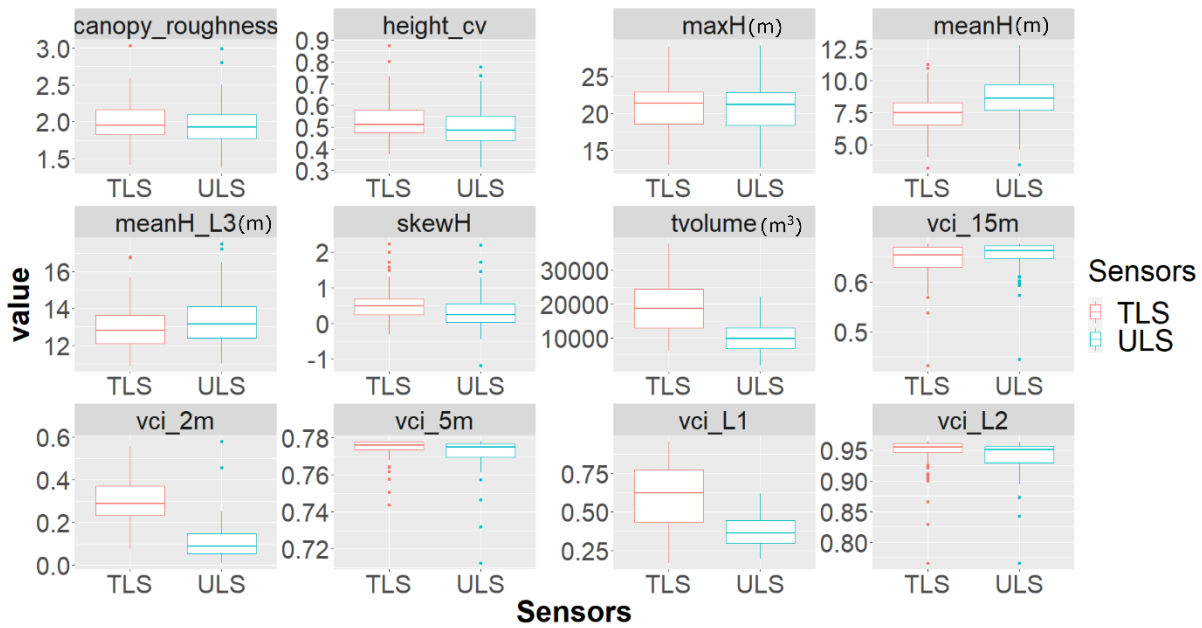 canopy_roughness height_cv maxH(m) meanH(m)
3.0 0.9 25 12.5
2.5 0.8 20 10.0
2.0 0.7 15 7.5
1.5 0.6 5.0
0.5
0.4
0.3
TLS ULS TLS ULS TLS ULS TLS ULS
meanH_L3(m) skewH tvolume(m³) vci_15m
16 2 30000 0.6
14 1 20000 0.5
12 0 10000
-1
TLS ULS TLS ULS TLS ULS TLS ULS
vci_2m vci_5m vci_L1 vci_L2
0.6 0.78 0.75 0.95
0.4 0.76 0.50 0.90
0.2 0.74 0.25 0.85
0.0 0.72 0.80
TLS ULS TLS ULS TLS ULS TLS ULS
value
Sensors
Sensors
TLS
ULS